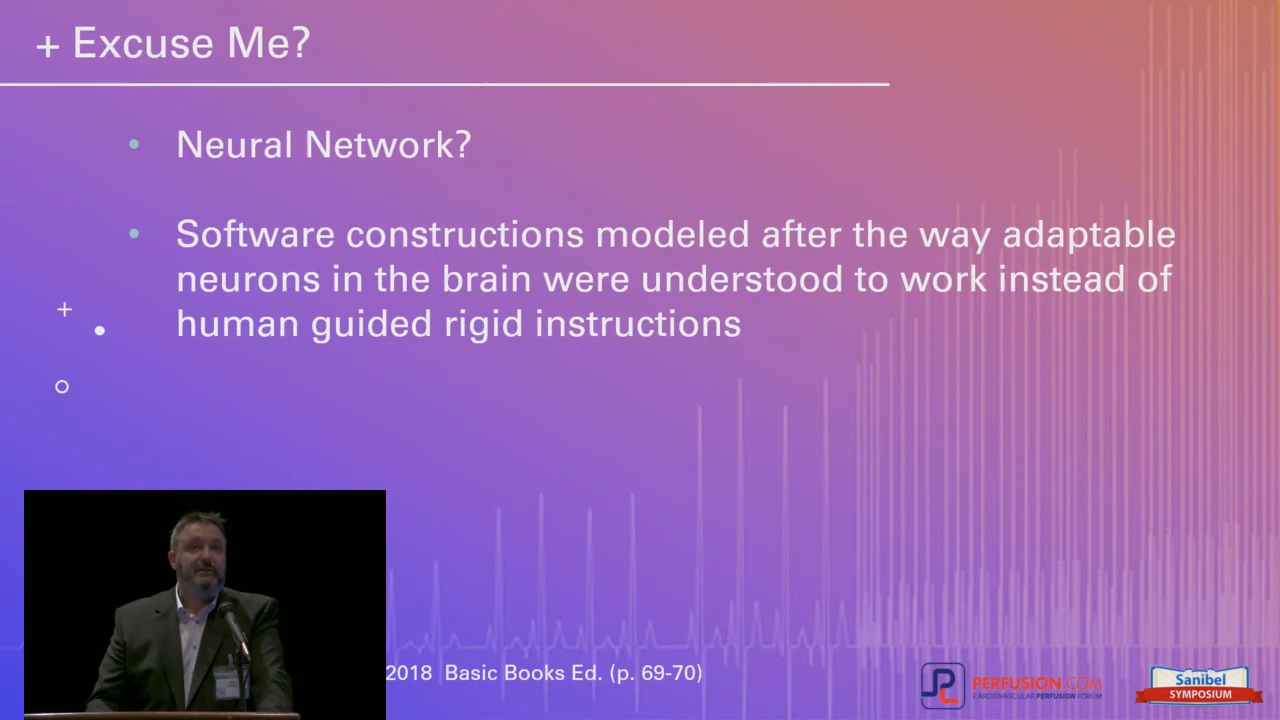 + Excuse Me?
• Neural Network?
• Software constructions modeled after the way adaptable
neurons in the brain were understood to work instead of
human guided rigid instructions
2018 Basic Books Ed. (p. 69-70)
PERFUSION.COM
CARDIOVASCULAR PERFUSION FORUM
Sanibel
SYMPOSIUM